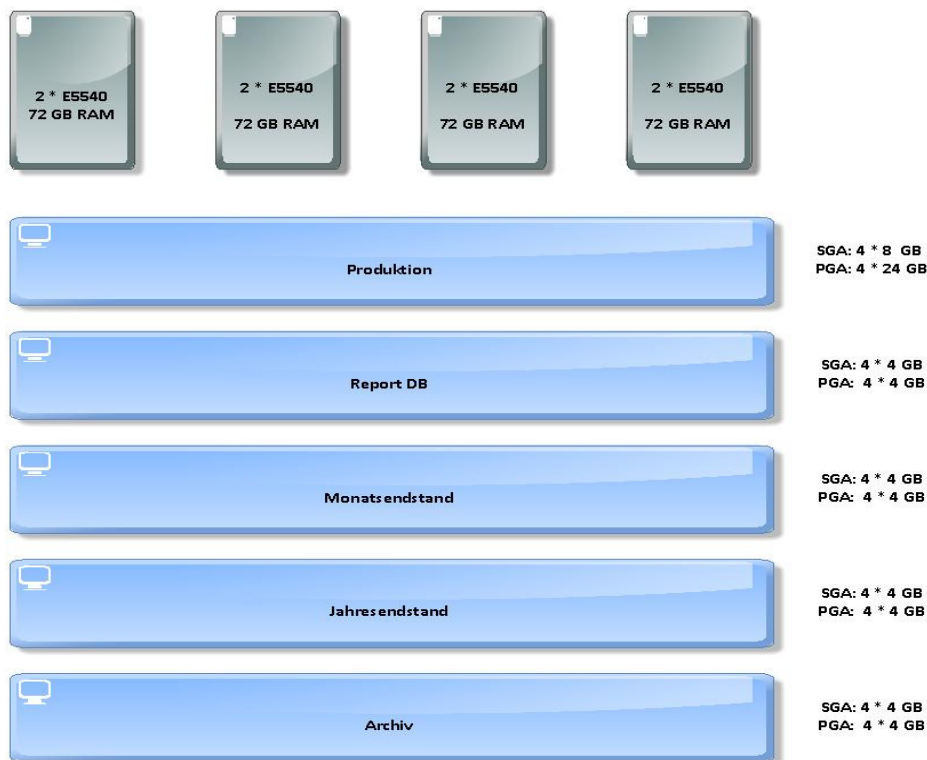 2 * E5540
72 GB RAM
2 * E5540
72 GB RAM
2 * E5540
72 GB RAM
2 * E5540
72 GB RAM
Produktion
SGA: 4 * 8 GB
PGA: 4 * 24 GB
Report DB
SGA: 4 * 4 GB
PGA: 4 * 4 GB
Monatsendstand
SGA: 4 * 4 GB
PGA: 4 * 4 GB
Jahresendstand
SGA: 4 * 4 GB
PGA: 4 * 4 GB
Archiv
SGA: 4 * 4 GB
PGA: 4 * 4 GB